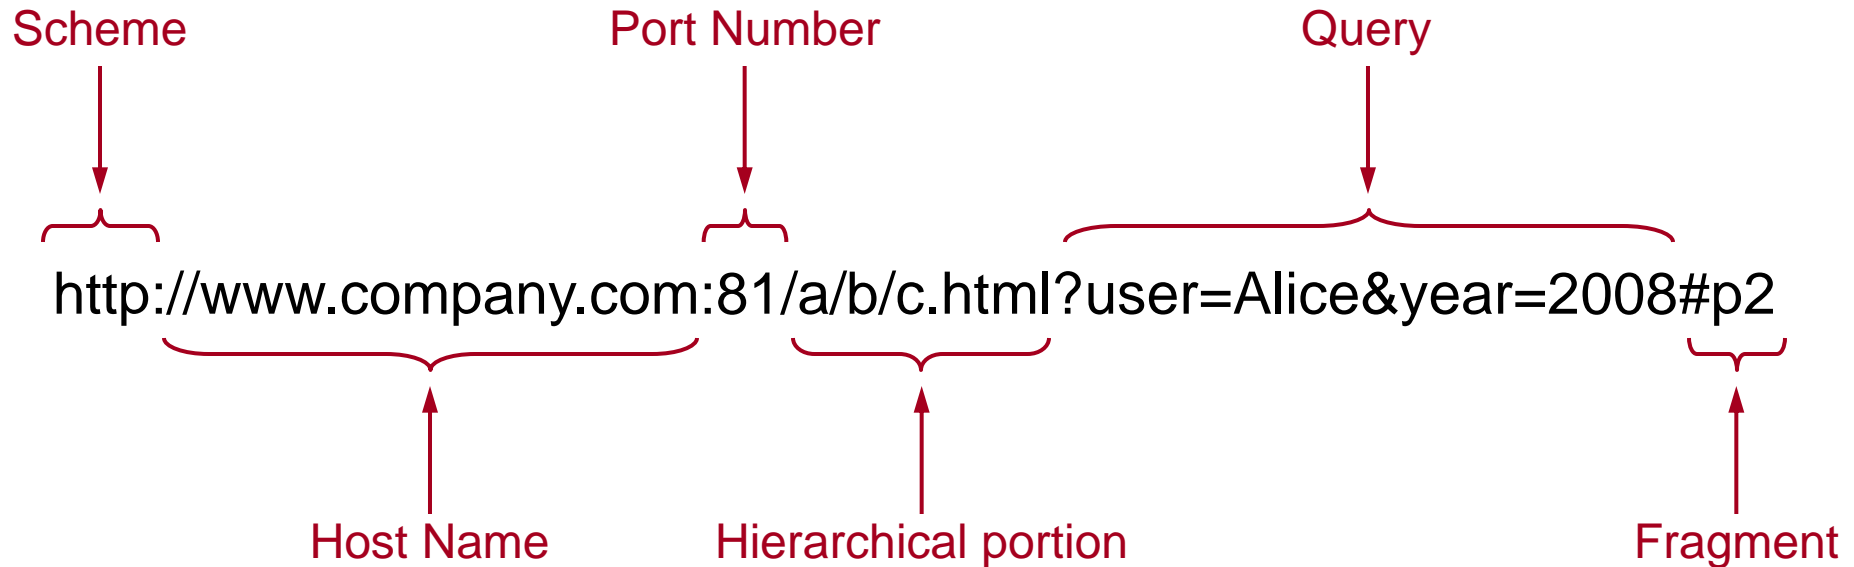 Scheme Port Number Query
http://www.company.com:81/a/b/c.html?user=Alice&year=2008#p2
Host Name Hierarchical portion Fragment